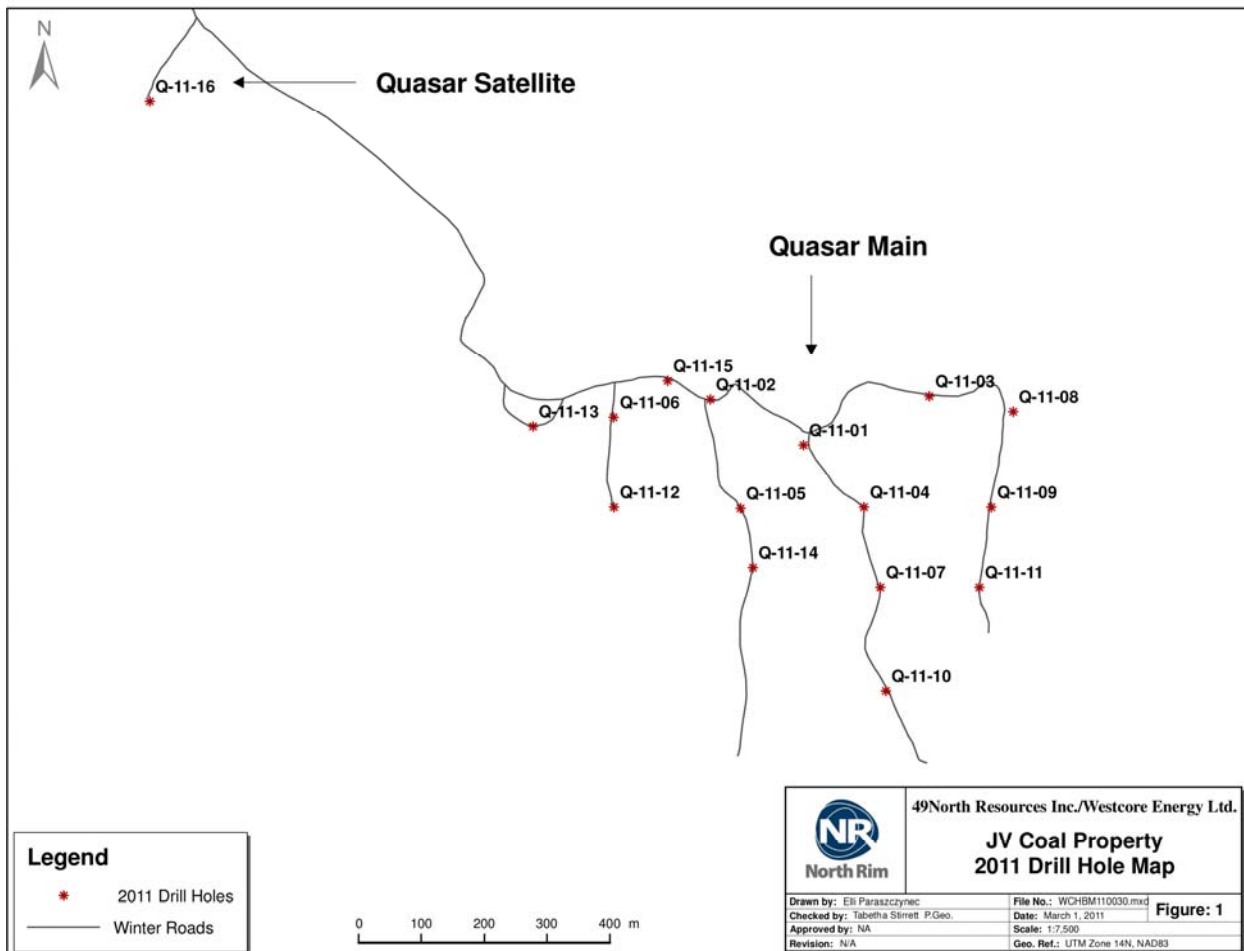 N
Q-11-16
Quasar Satellite
Quasar Main
Q-11-15
Q-11-02
Q-11-03
Q-11-08
Q-11-06
Q-11-13
Q-11-01
Q-11-12
Q-11-05
Q-11-04
Q-11-09
Q-11-14
Q-11-07
Q-11-11
Q-11-10
Legend
2011 Drill Holes
Winter Roads
0 100 200 300 400 m
NR
North Rim
49North Resources Inc./Westcore Energy Ltd.
JV Coal Property
2011 Drill Hole Map
Drawn by: Elli Paraszczynec
File No.: WCHBM110030.mxd
Checked by: Tabetha Stirrett P.Geo.
Date: March 1, 2011
Figure: 1
Approved by: NA
Scale: 1:7,500
Revision: N/A
Geo. Ref.: UTM Zone 14N, NAD83